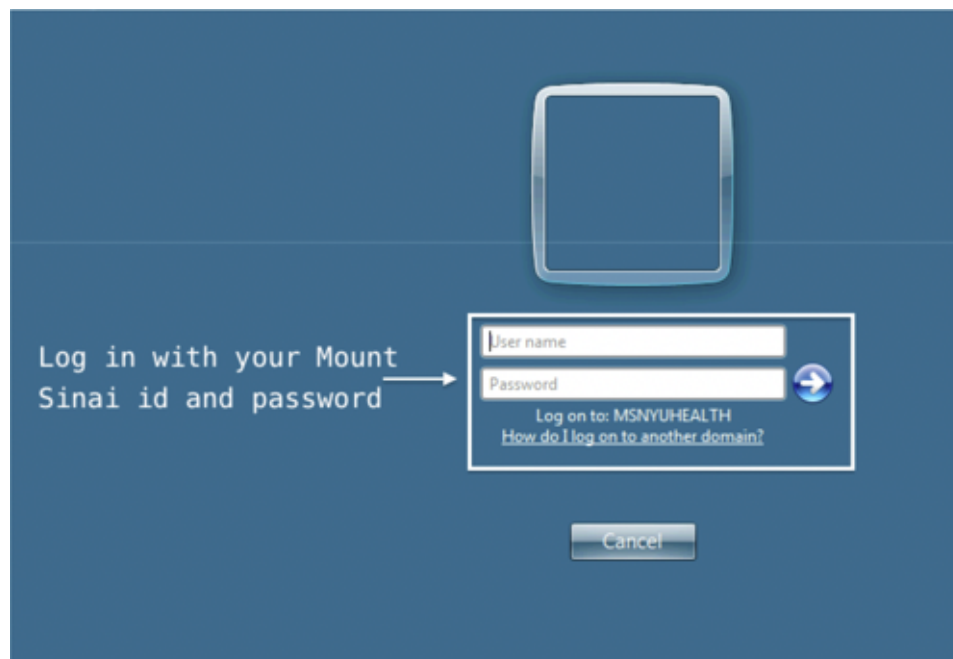 User name
Log in with your Mount
Sinai id and password
Password
Log on to: MSNYUHEALTH
How do I log on to another domain?
Cancel